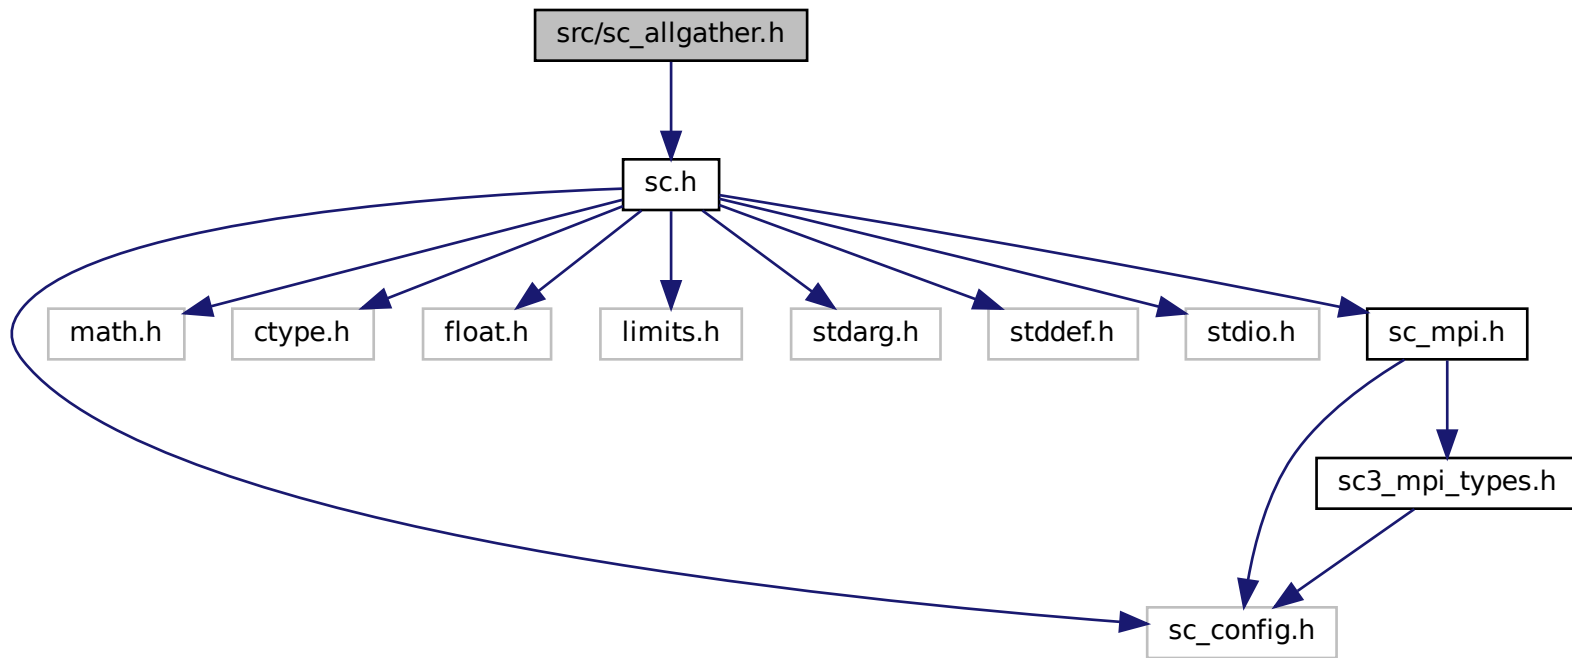 src/sc_allgather.h
sc.h
math.h
ctype.h
float.h
limits.h
stdarg.h
stddef.h
stdio.h
sc_mpi.h
sc3_mpi_types.h
sc_config.h